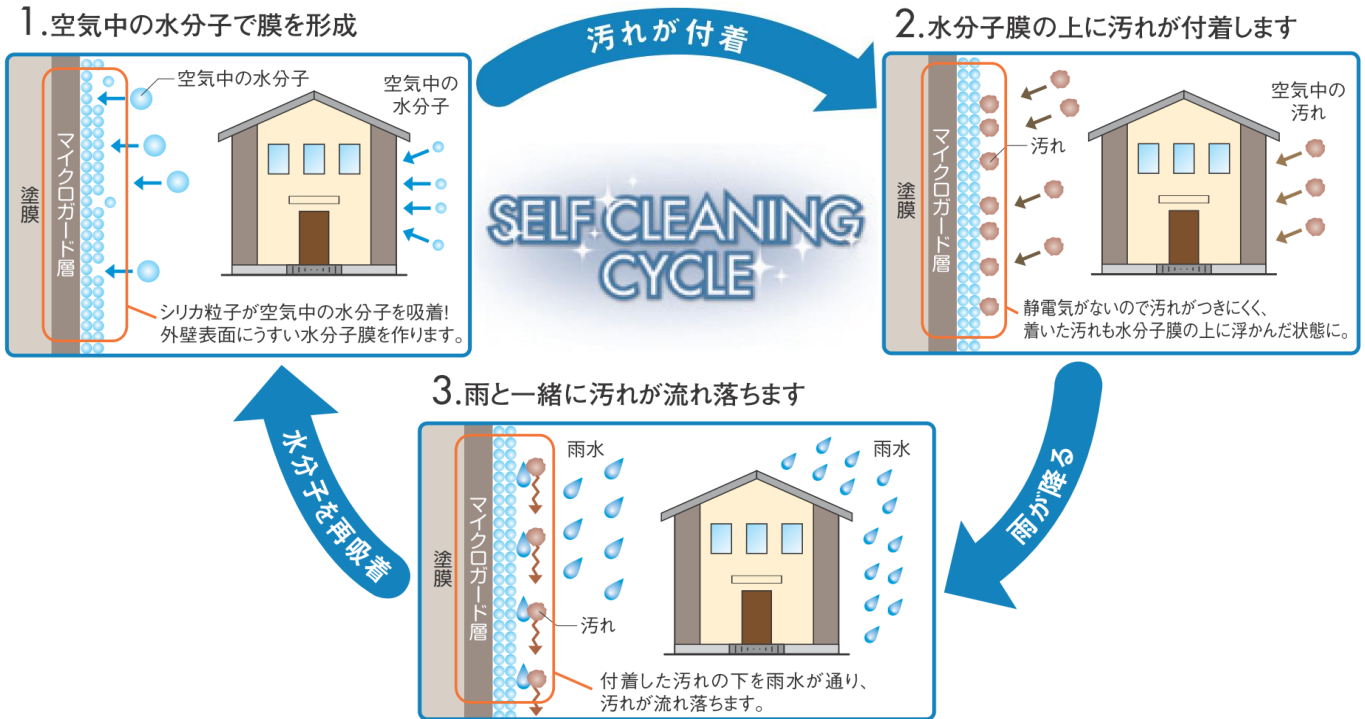 1.空気中の水分子で膜を形成
空気中の水分子
空気中の
水分子
塗膜
マイクロガード層
シリカ粒子が空気中の水分子を吸着!
外壁表面にうすい水分子膜を作ります。
汚れが付着
SELF CLEANING
CYCLE
2.水分子膜の上に汚れが付着します
空気中の
汚れ
汚れ
塗膜
マイクロガード層
静電気がないので汚れがつきにくく、
着いた汚れも水分子膜の上に浮かんだ状態に。
雨が降る
3.雨と一緒に汚れが流れ落ちます
雨水
雨水
塗膜
マイクロガード層
汚れ
付着した汚れの下を雨水が通り、
汚れが流れ落ちます。
水分子を再吸着